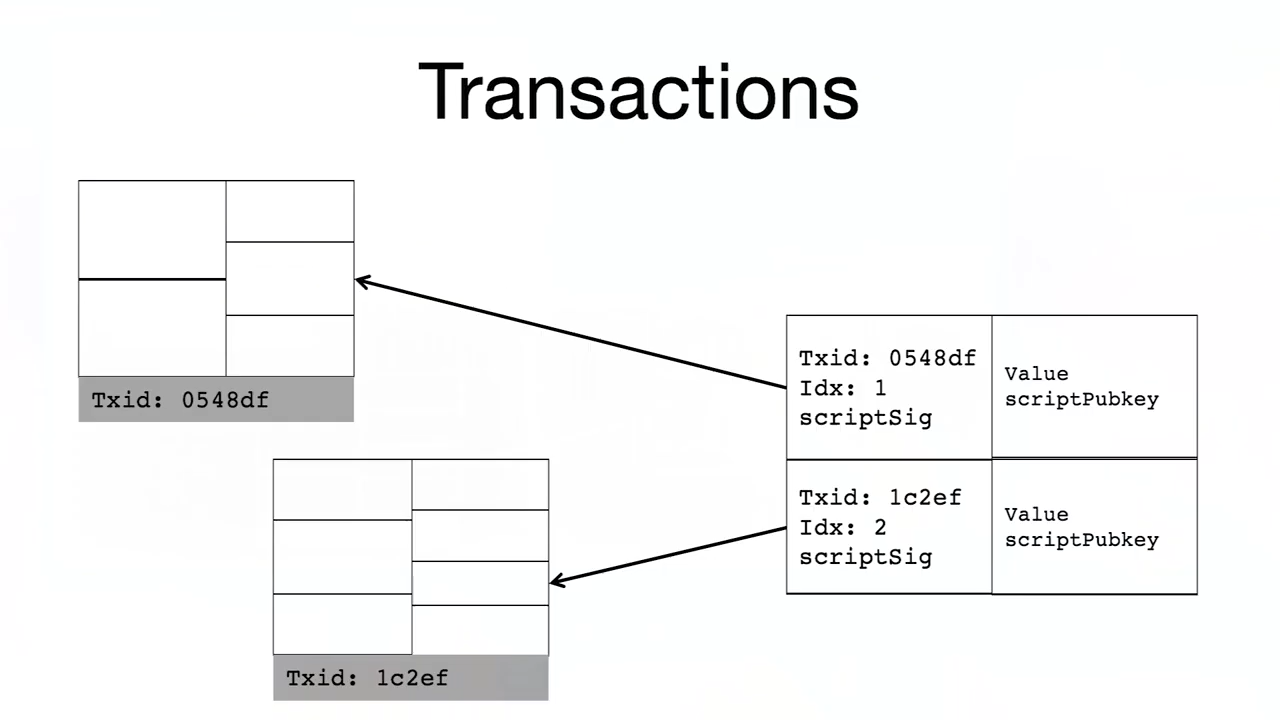 Transactions
Txid: 0548df
Txid: 0548df
Idx: 1
scriptSig
Value
scriptPubkey
Txid: 1c2ef
Idx: 2
scriptSig
Value
scriptPubkey
Txid: 1c2ef